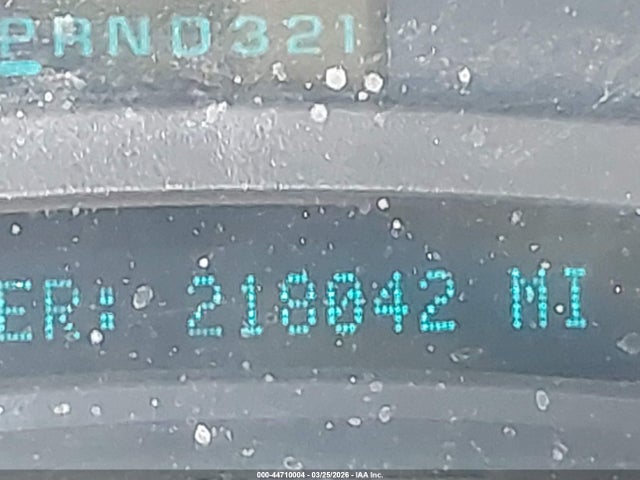 PRND321
ER: 218042 MI
000-44710004 - 03/25/2026 - IAA Inc.